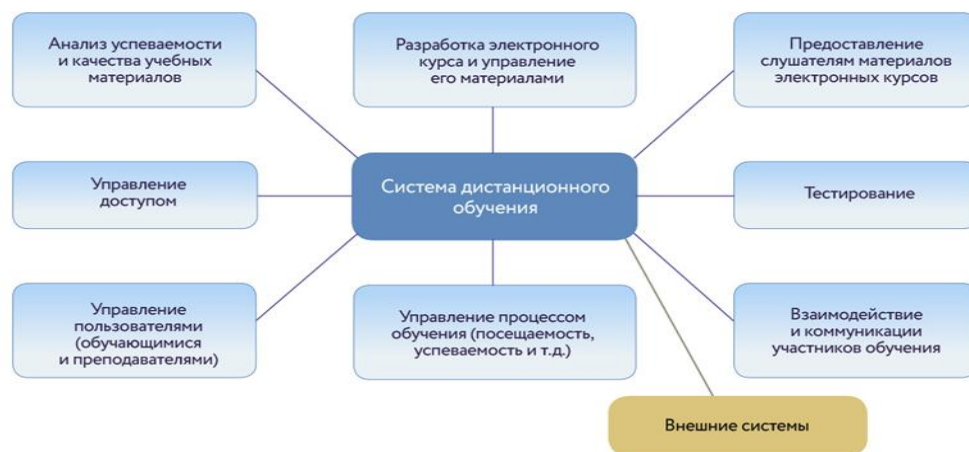 Анализ успеваемости
и качества учебных
материалов
Разработка электронного
курса и управление
его материалами
Предоставление
слушателям материалов
электронных курсов
Управление
доступом
Система дистанционного
обучения
Тестирование
Управление
пользователями
(обучающимися
и преподавателями)
Управление процессом
обучения (посещаемость,
успеваемость и т.д.)
Взаимодействие
и коммуникации
участников обучения
Внешние системы